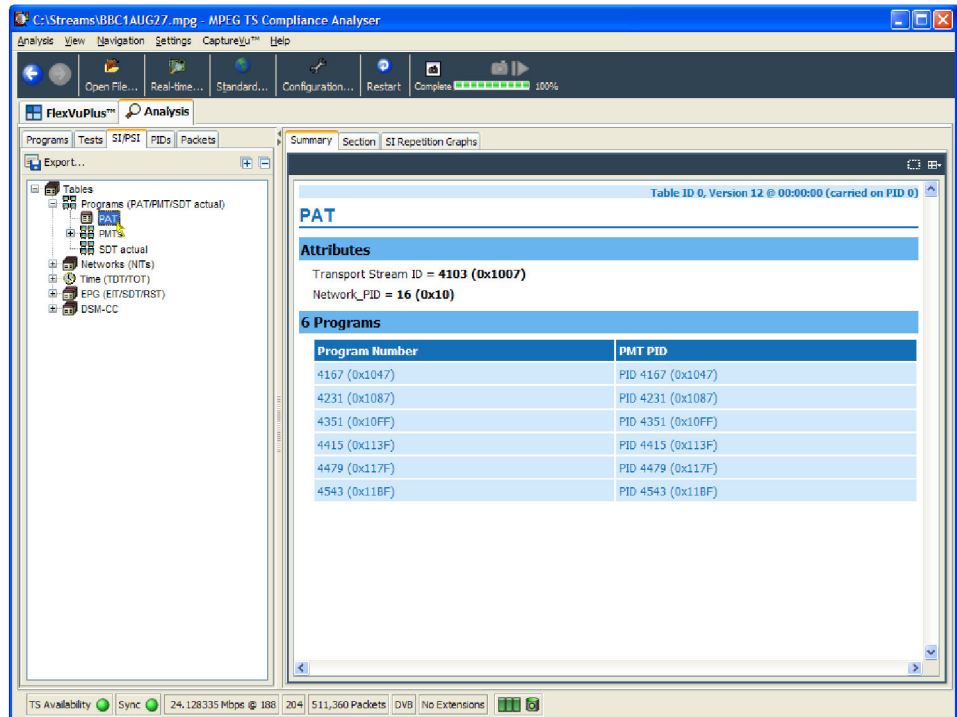 C:\Streams\BBC1AUG27.mpg - MPEG TS Compliance Analyser
Analysis View Navigation Settings CaptureVu™ Help
Open File... Real-time... Standard... Configuration... Restart Complete 100%
FlexVuPlus™ Analysis
Programs Tests SI/PSI PIDs Packets
Summary Section SI Repetition Graphs
Export...
Tables
Programs (PAT/PMT/SDT actual)
PAT
PMTs
SDT actual
Networks (NITs)
Time (TDT/TOT)
EPG (EIT/SDT/RST)
DSM-CC
Table ID 0, Version 12 @ 00:00:00 (carried on PID 0)
PAT
Attributes
Transport Stream ID = 4103 (0x1007)
Network_PID = 16 (0x10)
6 Programs
Program Number PMT PID
4167 (0x1047) PID 4167 (0x1047)
4231 (0x1087) PID 4231 (0x1087)
4351 (0x10FF) PID 4351 (0x10FF)
4415 (0x113F) PID 4415 (0x113F)
4479 (0x117F) PID 4479 (0x117F)
4543 (0x11BF) PID 4543 (0x11BF)
TS Availability Sync 24.128335 Mbps @ 188 204 511,360 Packets DVB No Extensions